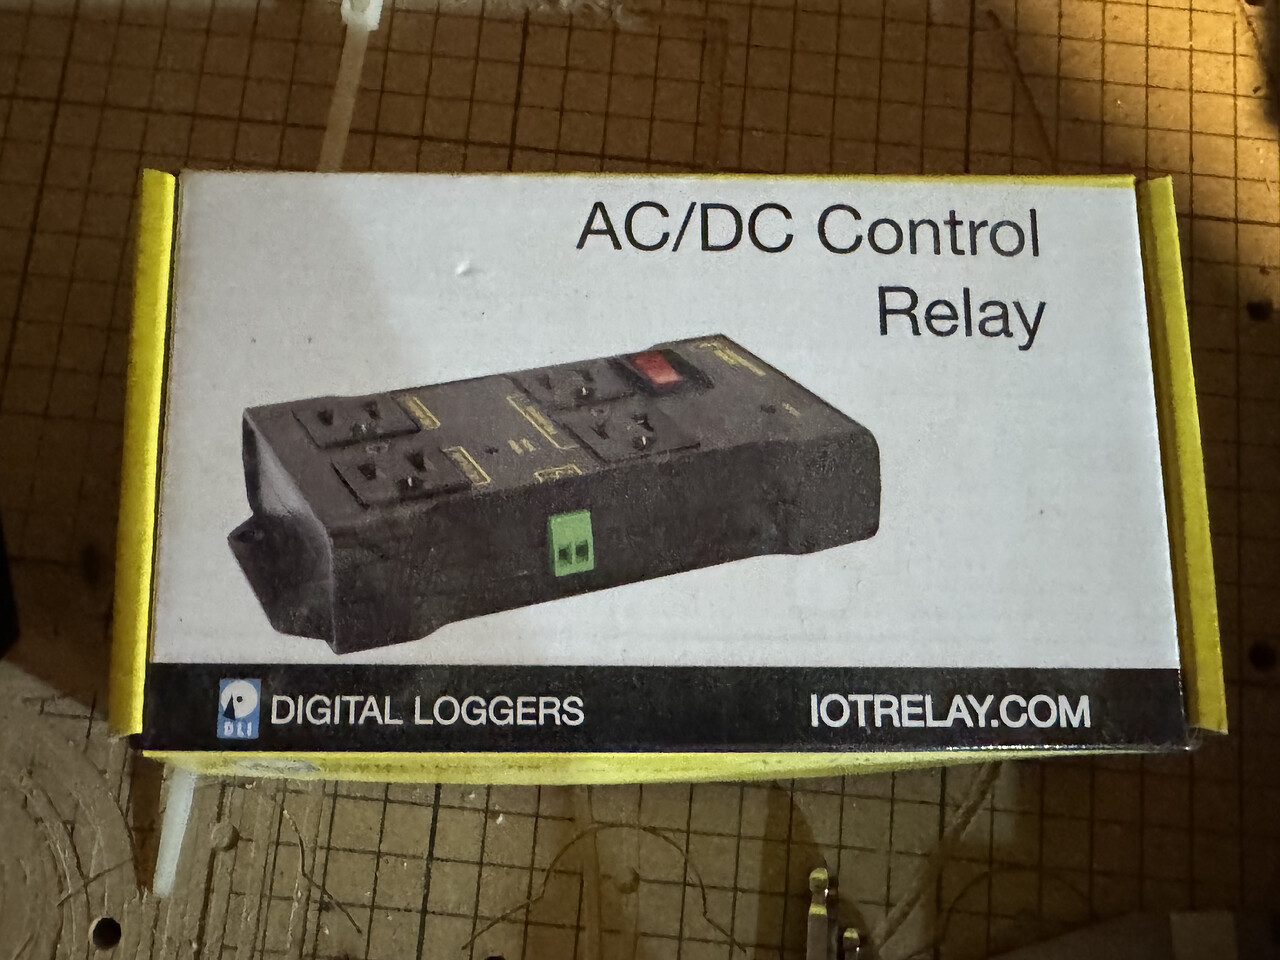 AC/DC Control
Relay
DLI
DIGITAL LOGGERS
IOTRELAY.COM